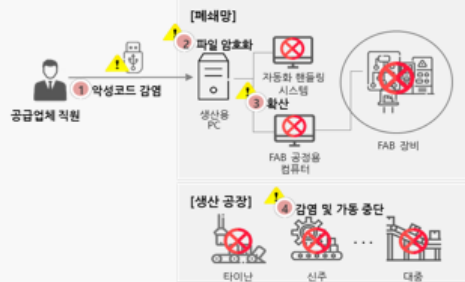 [폐쇄망]
2 파일 암호화
1 악성코드 감염
공급업체 직원
생산용
PC
자동화 핸들링
시스템
3 확산
FAB 공정용
컴퓨터
FAB 장비
[생산 공장]
4 감염 및 가동 중단
타이난
신주
...
대중